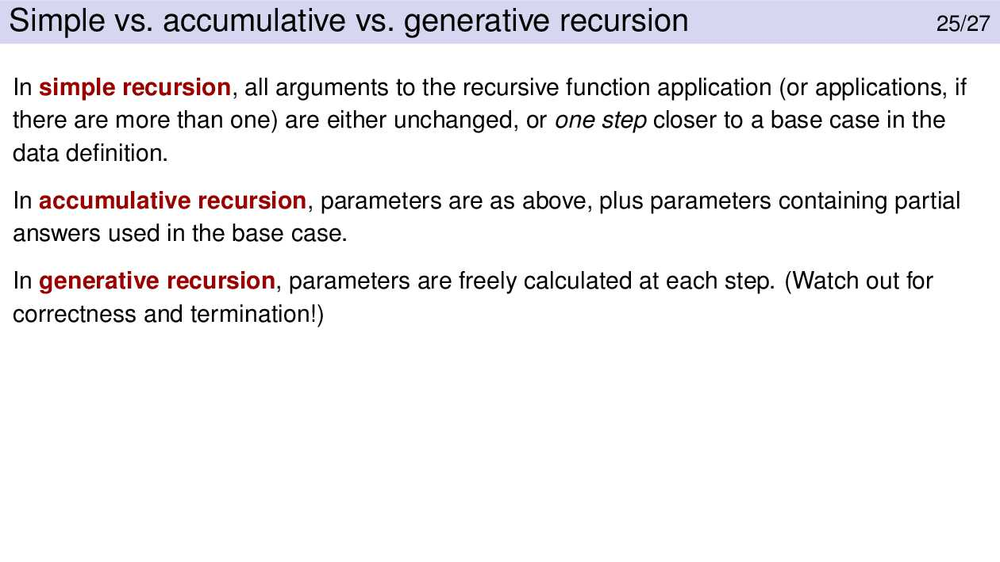 Simple vs. accumulative vs. generative recursion 25/27
In simple recursion, all arguments to the recursive function application (or applications, if
there are more than one) are either unchanged, or one step closer to a base case in the
data definition.
In accumulative recursion, parameters are as above, plus parameters containing partial
answers used in the base case.
In generative recursion, parameters are freely calculated at each step. (Watch out for
correctness and termination!)